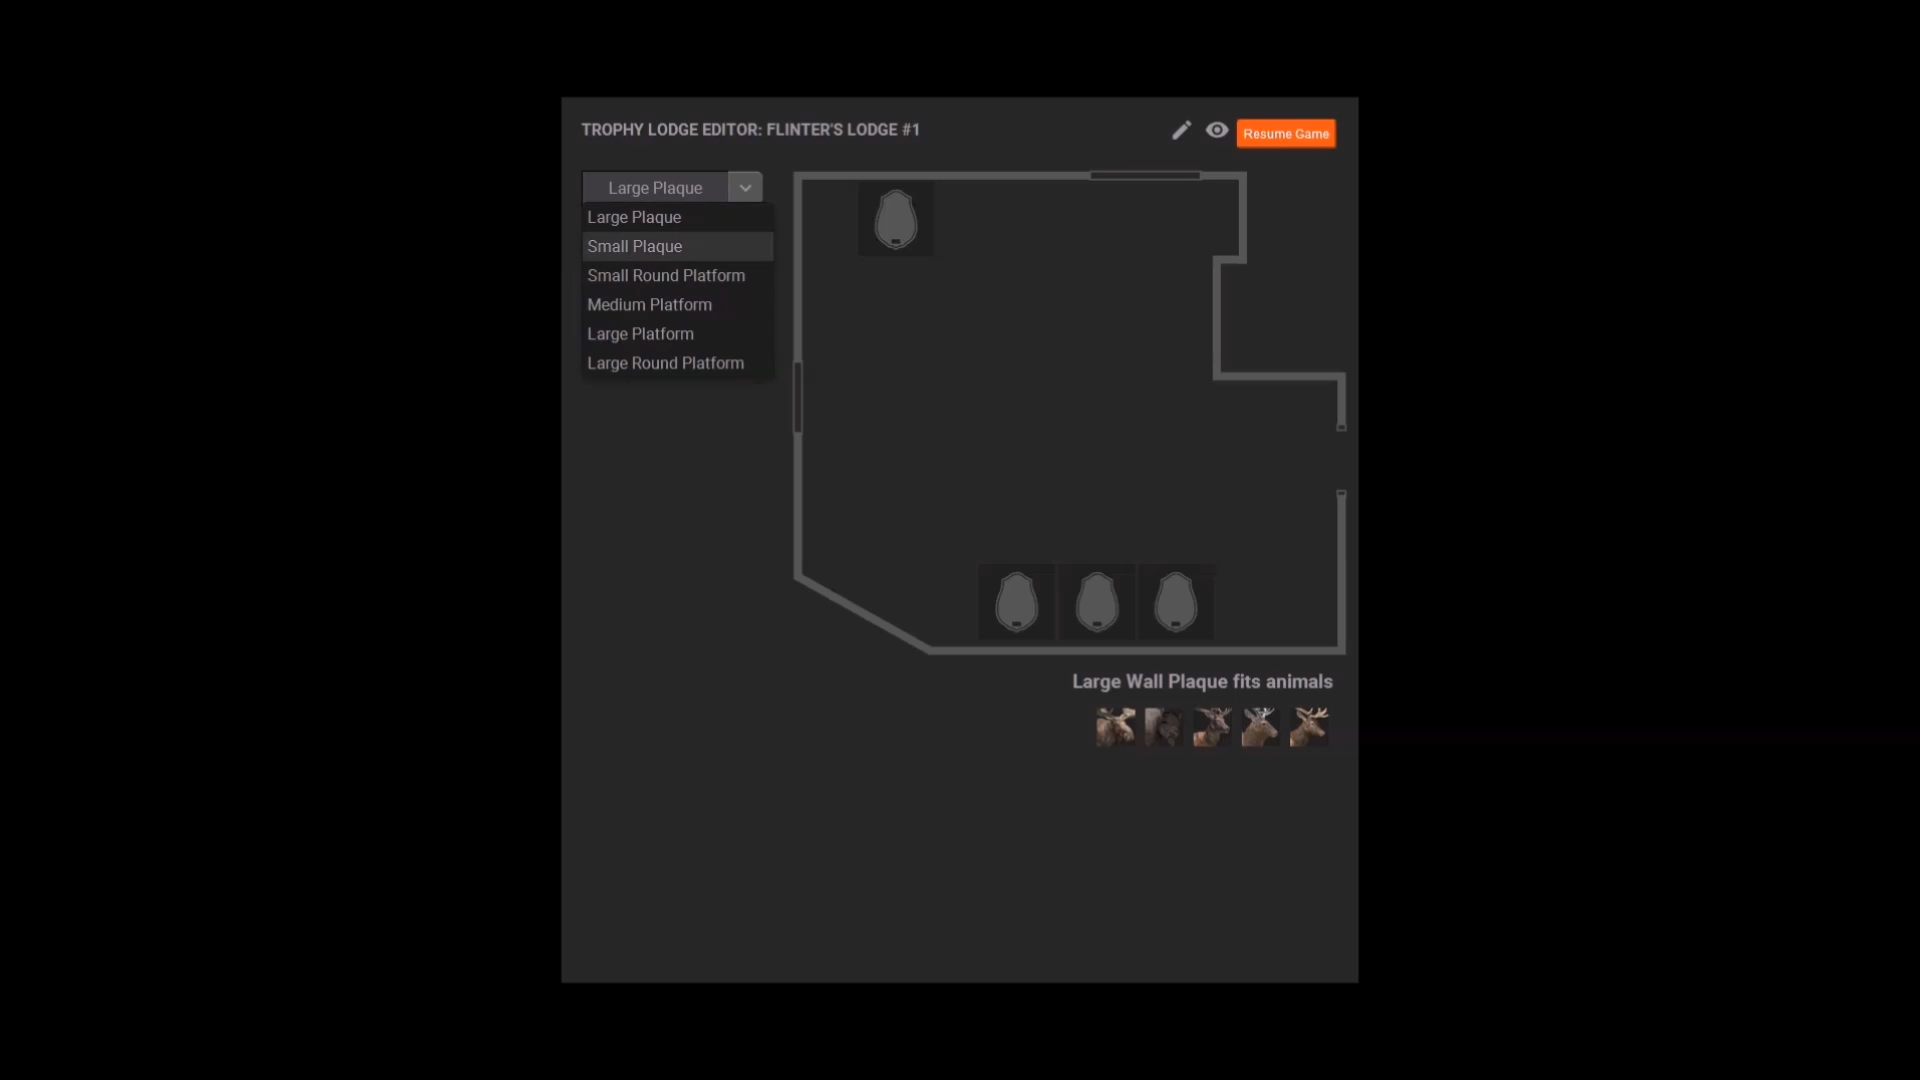 TROPHY LODGE EDITOR: FLINTER'S LODGE #1
Resume Game
Large Plaque
Large Plaque
Small Plaque
Small Round Platform
Medium Platform
Large Platform
Large Round Platform
Large Wall Plaque fits animals